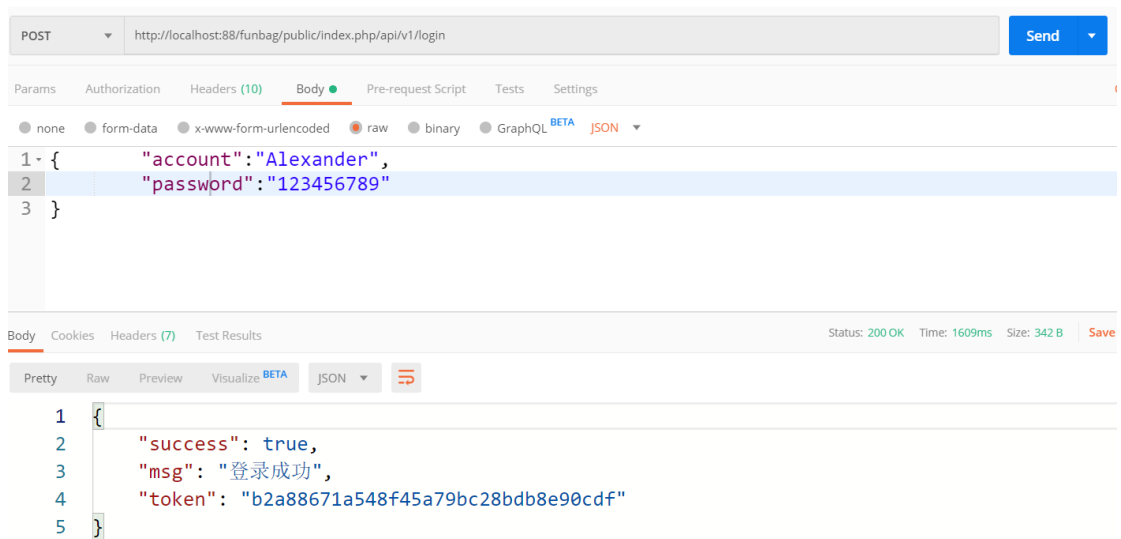 POST http://localhost:88/funbag/public/index.php/api/v1/login Send
Params Authorization Headers (10) Body Pre-request Script Tests Settings
none form-data x-www-form-urlencoded raw binary GraphQL BETA JSON
1 { "account":"Alexander",
2 "password":"123456789"
3 }
Body Cookies Headers (7) Test Results Status: 200 OK Time: 1609ms Size: 342 B Save
Pretty Raw Preview Visualize BETA JSON
1 {
2 "success": true,
3 "msg": "登录成功",
4 "token": "b2a88671a548f45a79bc28bdb8e90cdf"
5 }